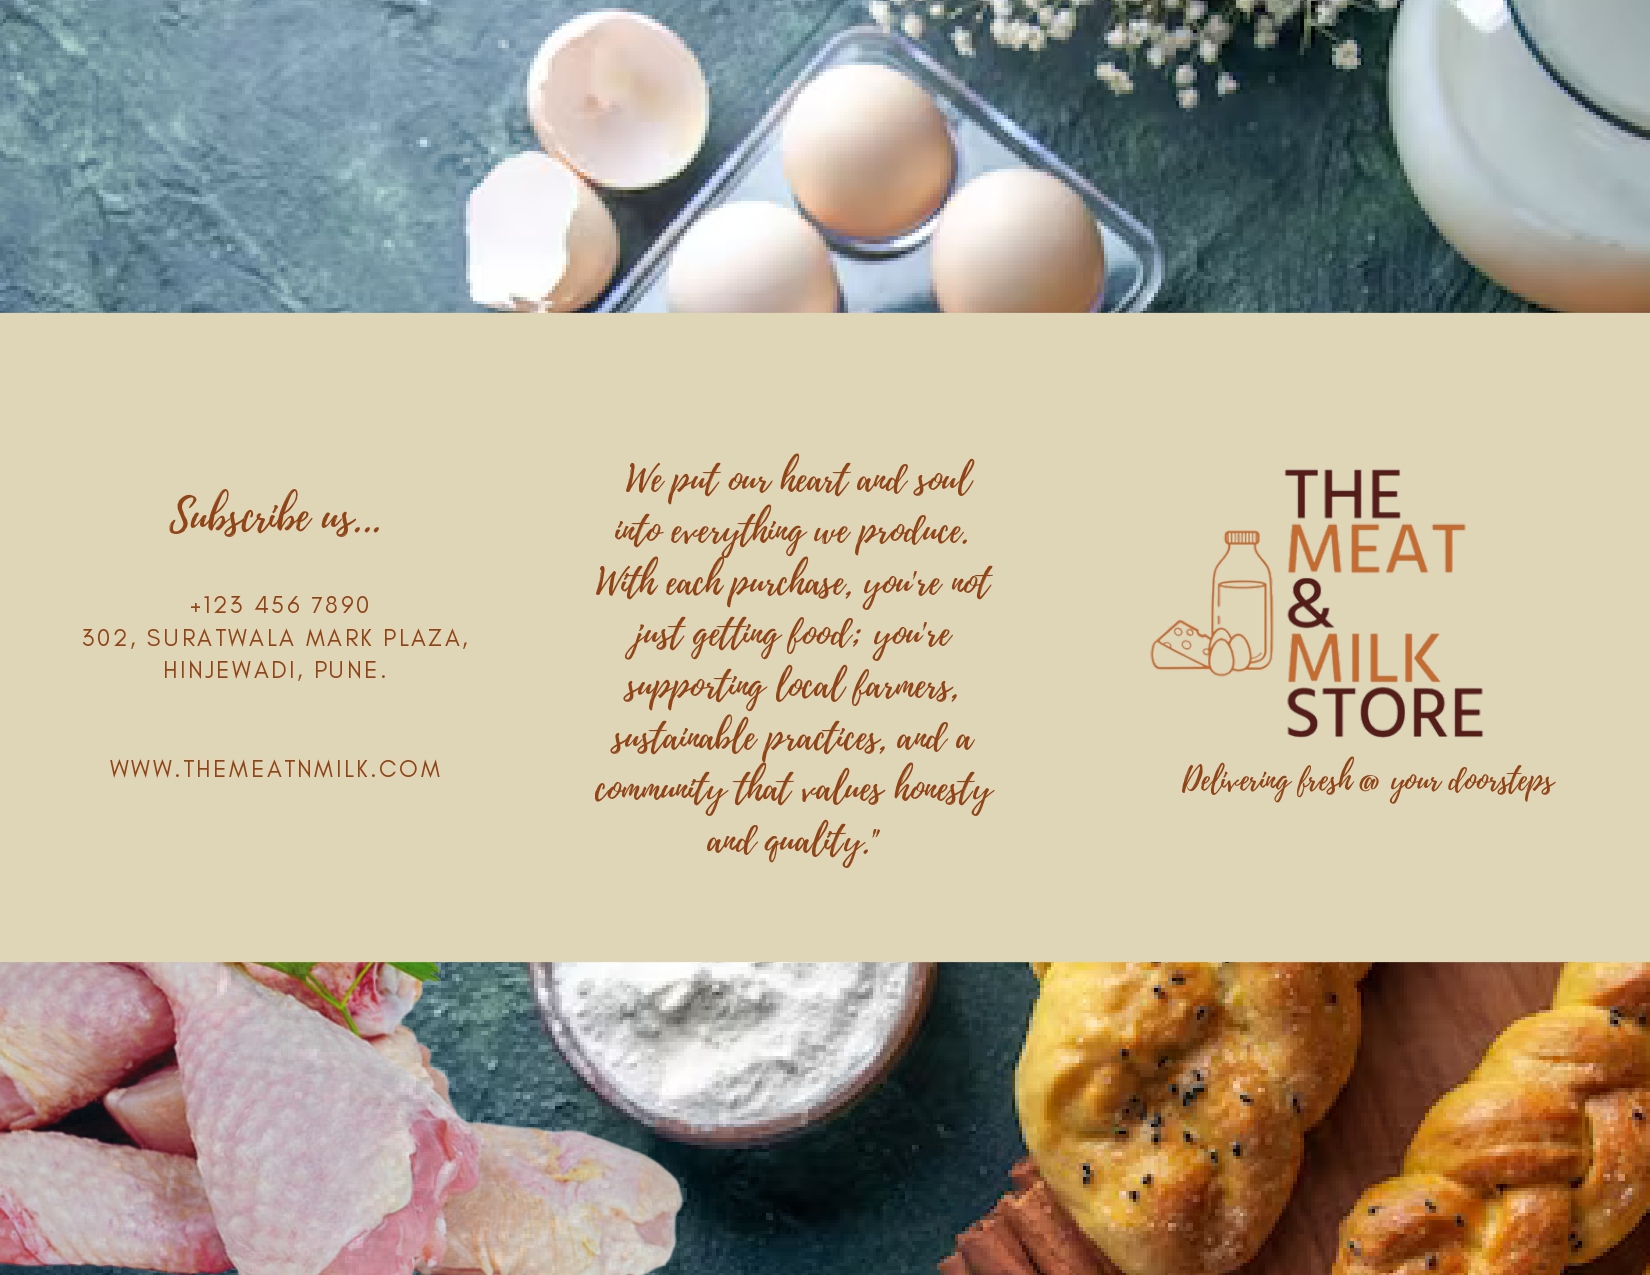 Subscribe us...
+123 456 7890
302, SURATWALA MARK PLAZA,
HINJEWADI, PUNE.
WWW.THEMEATNMILK.COM
We put our heart and soul
into everything we produce.
With each purchase, you're not
just getting food; you're
supporting local farmers,
sustainable practices, and a
community that values honesty
and quality."
THE
MEAT
&
MILK
STORE
Delivering fresh @ your doorsteps